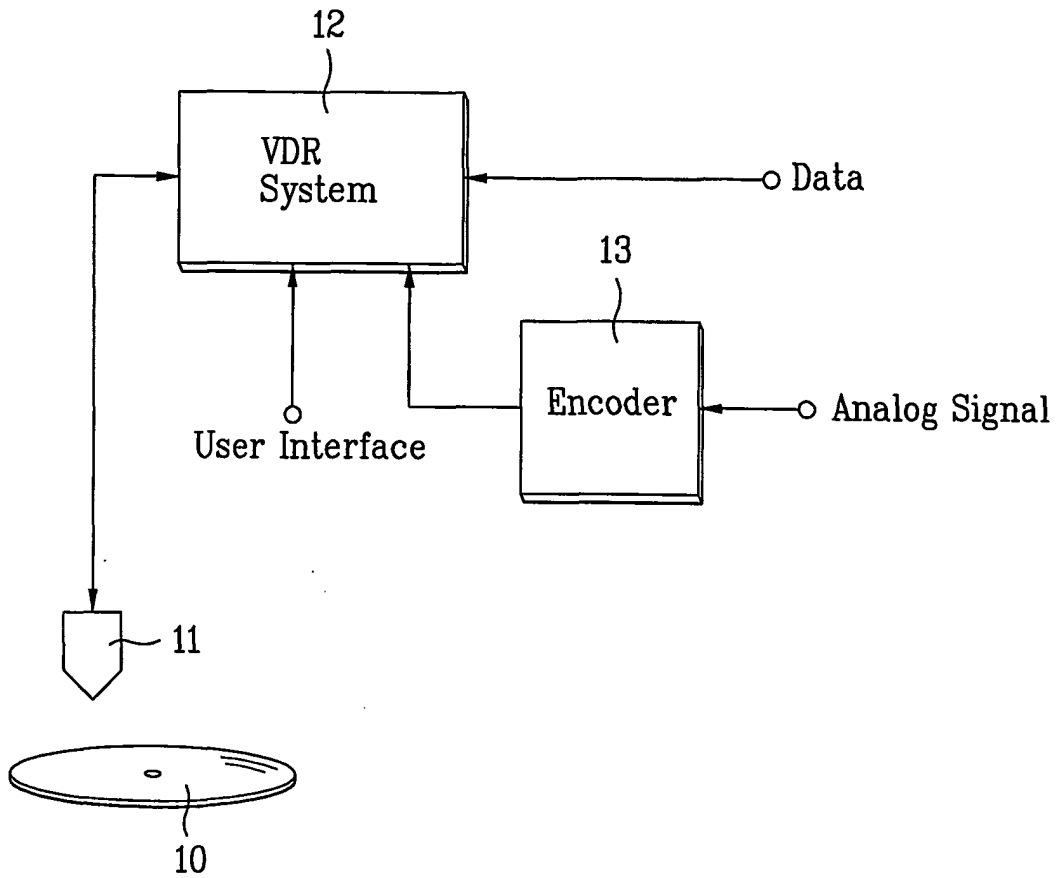 12
VDR
System
Data
13
Encoder
Analog Signal
User Interface
11
10